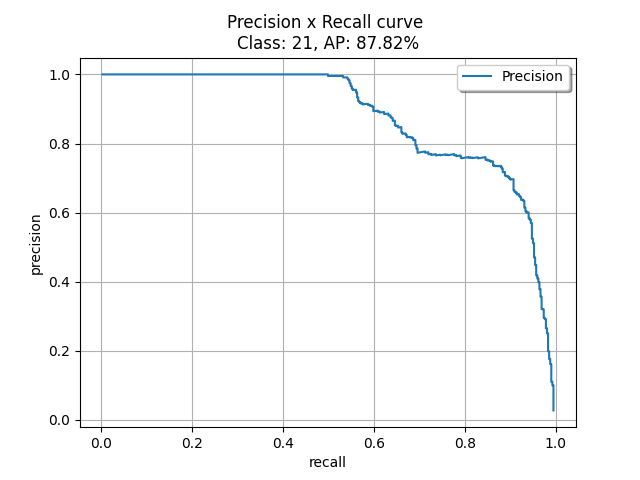 Precision x Recall curve
Class: 21, AP: 87.82%
Precision
precision
1.0
0.8
0.6
0.4
0.2
0.0
0.0 0.2 0.4 0.6 0.8 1.0
recall